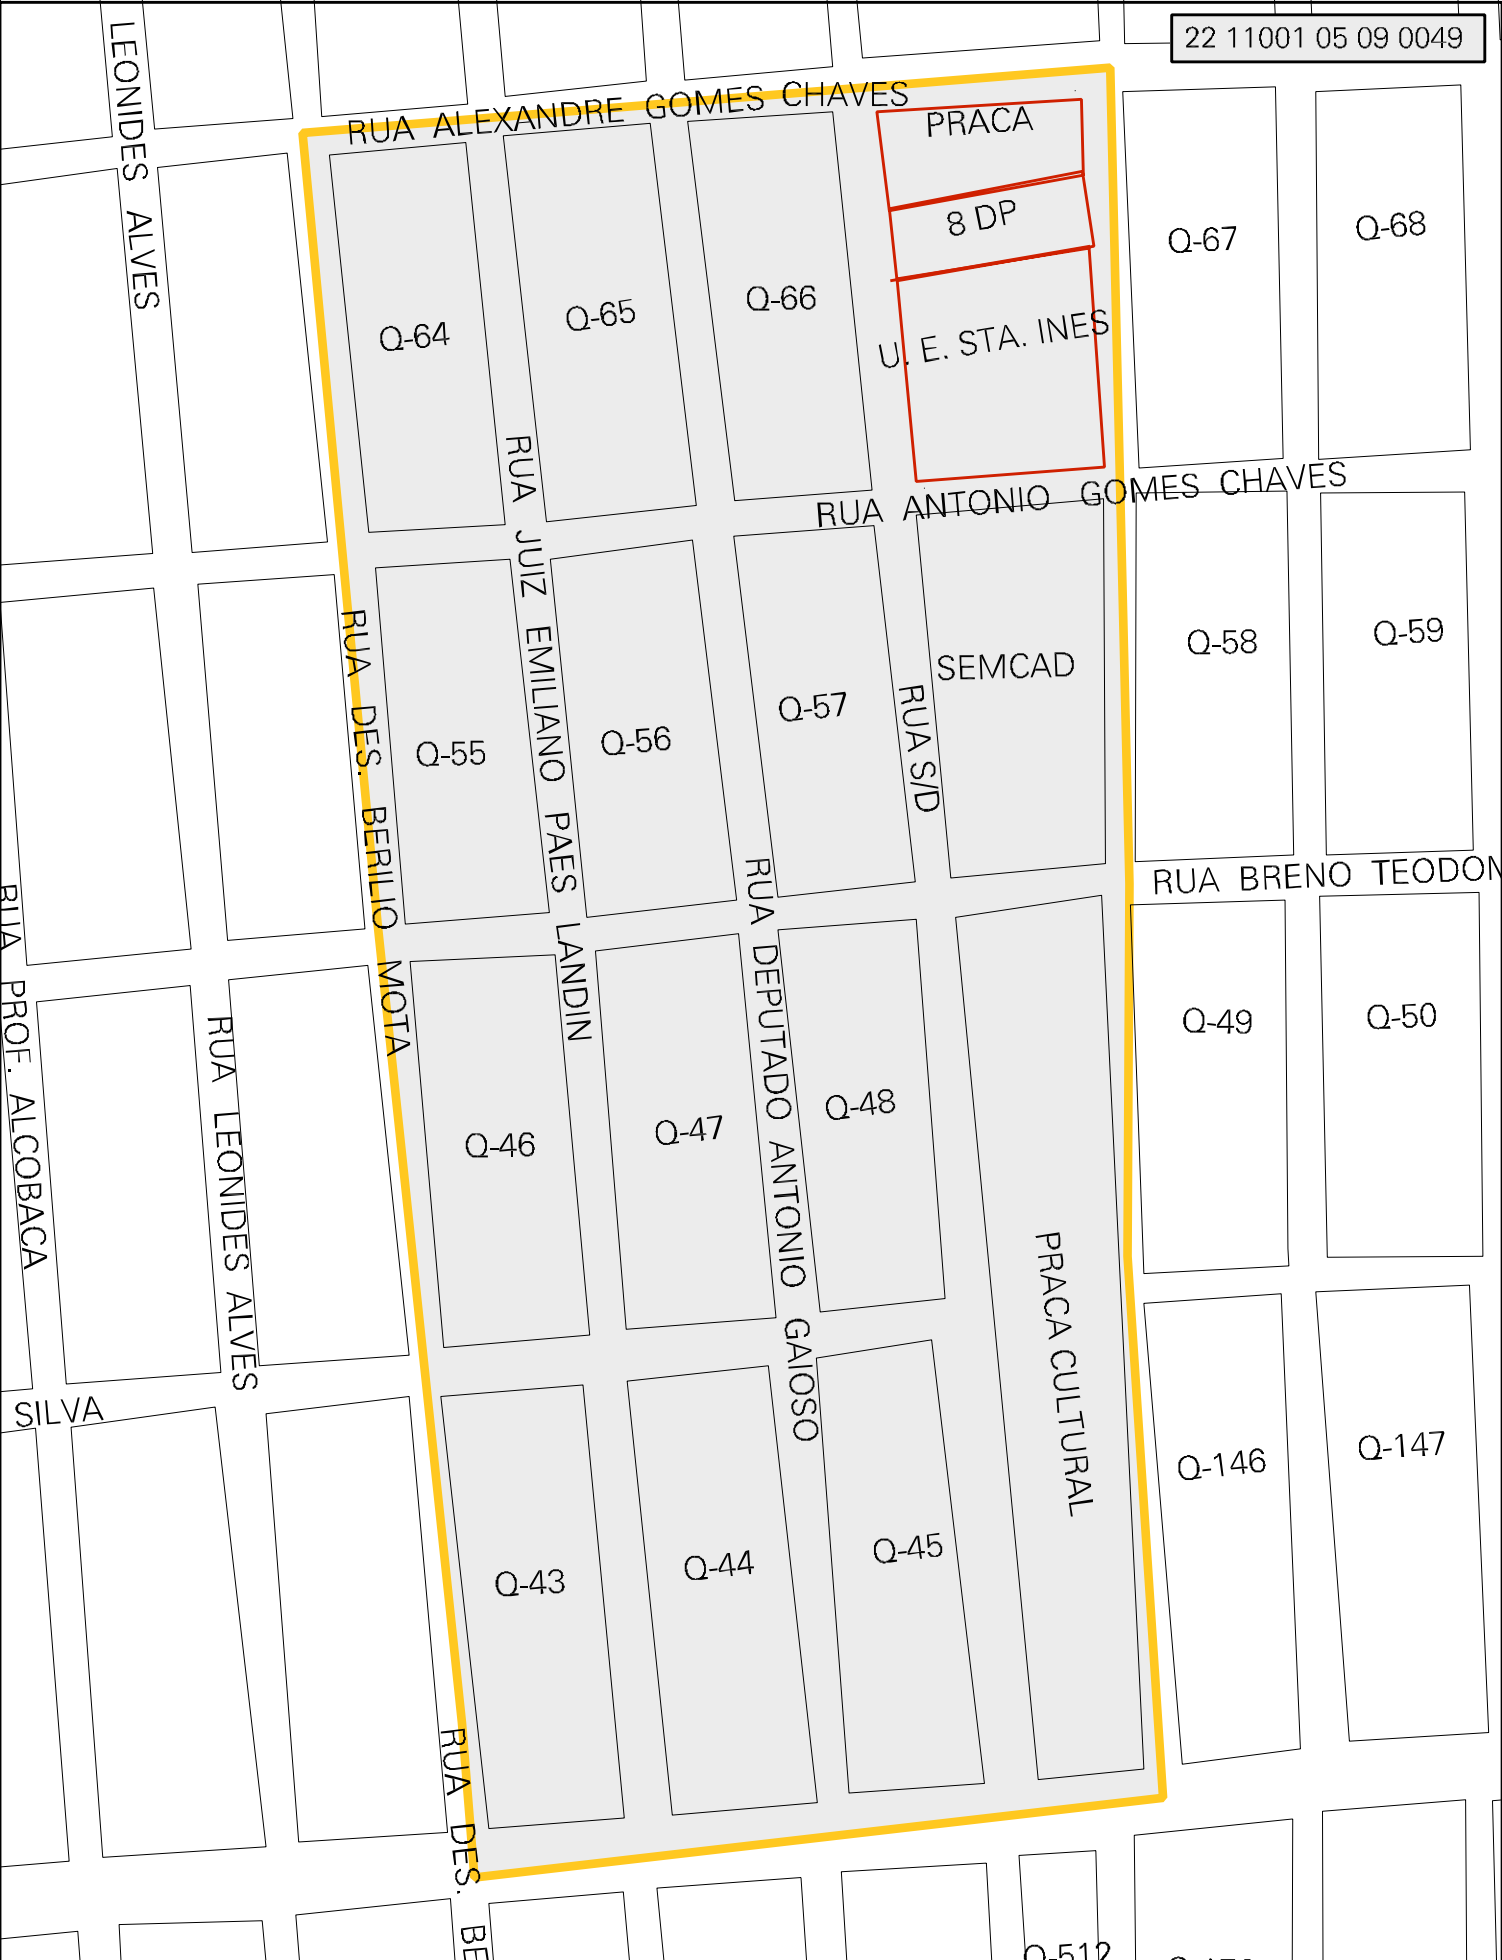 22 11001 05 09 0049
LEONIDES ALVES
RUA ALEXANDRE GOMES CHAVES
PRACA
8 DP
Q-67
Q-68
Q-64
Q-65
Q-66
U. E. STA. INES
RUA ANTONIO GOMES CHAVES
RUA JUIZ EMILIANO PAES LANDIN
RUA DES. BERILIO MOTA
Q-55
Q-56
Q-57
RUA S/D
SEMCAD
Q-58
Q-59
RUA BRENO TEODOM
RUA PROF. ALCOBACA
RUA LEONIDES ALVES
RUA DEPUTADO ANTONIO GAIOSO
Q-46
Q-47
Q-48
Q-49
Q-50
PRACA CULTURAL
SILVA
Q-43
Q-44
Q-45
Q-146
Q-147
RUA DES. BE
Q-512